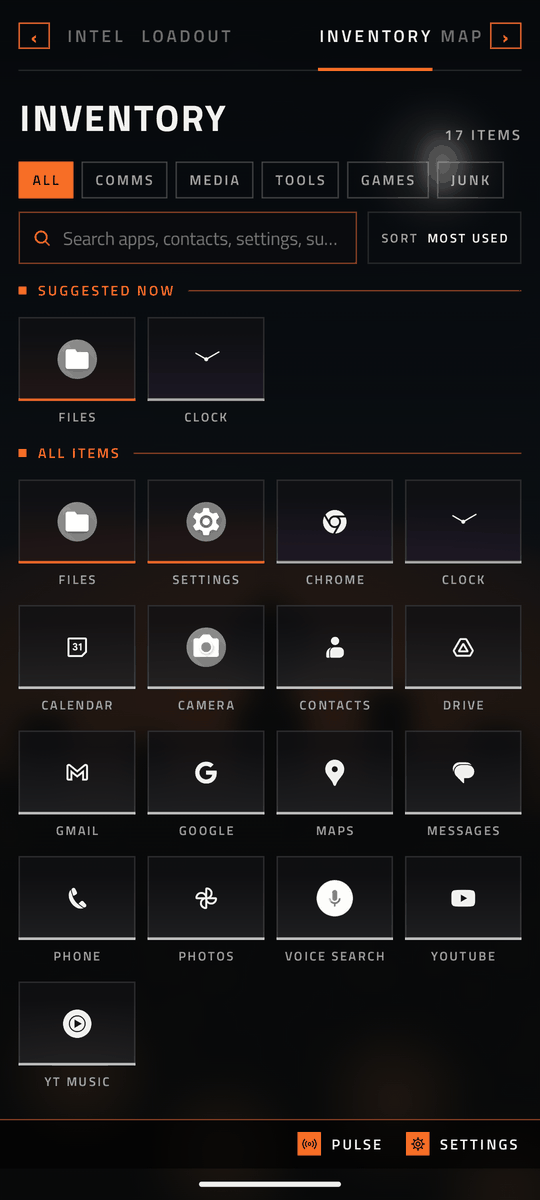 ‹ INTEL LOADOUT INVENTORY MAP ›
INVENTORY
17 ITEMS
ALL COMMS MEDIA TOOLS GAMES JUNK
Search apps, contacts, settings, su... SORT MOST USED
SUGGESTED NOW
FILES CLOCK
ALL ITEMS
FILES SETTINGS CHROME CLOCK
31
CALENDAR CAMERA CONTACTS DRIVE
GMAIL GOOGLE MAPS MESSAGES
PHONE PHOTOS VOICE SEARCH YOUTUBE
YT MUSIC
PULSE SETTINGS